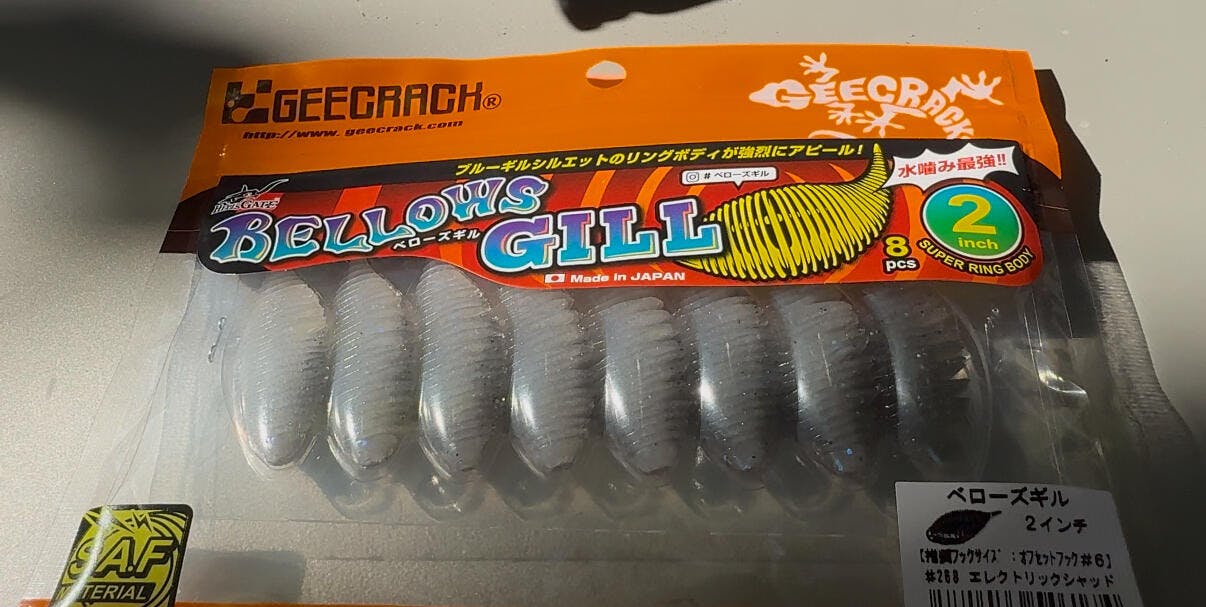 GEECRACK®
http://www.geecrack.com
GEECRACK
ブルーギルシルエットのリングボディが強烈にアピール!
# ベローズギル
水噛み最強!!
BELLOWS
ベローズギル
GILL
Made in JAPAN
8
pcs
2
inch
SUPER RING BODY
S.A.F
MATERIAL
ベローズギル
2インチ
【推奨フックサイズ:オフセットフック#6】
#268 エレクトリックシャッド